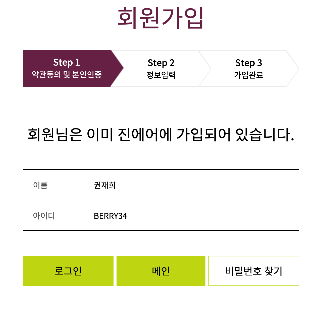 회원가입
Step 1
약관동의 및 본인인증
Step 2
정보입력
Step 3
가입완료
회원님은 이미 진에어에 가입되어 있습니다.
이름 권재희
아이디 BERRY34
로그인 메인 비밀번호 찾기